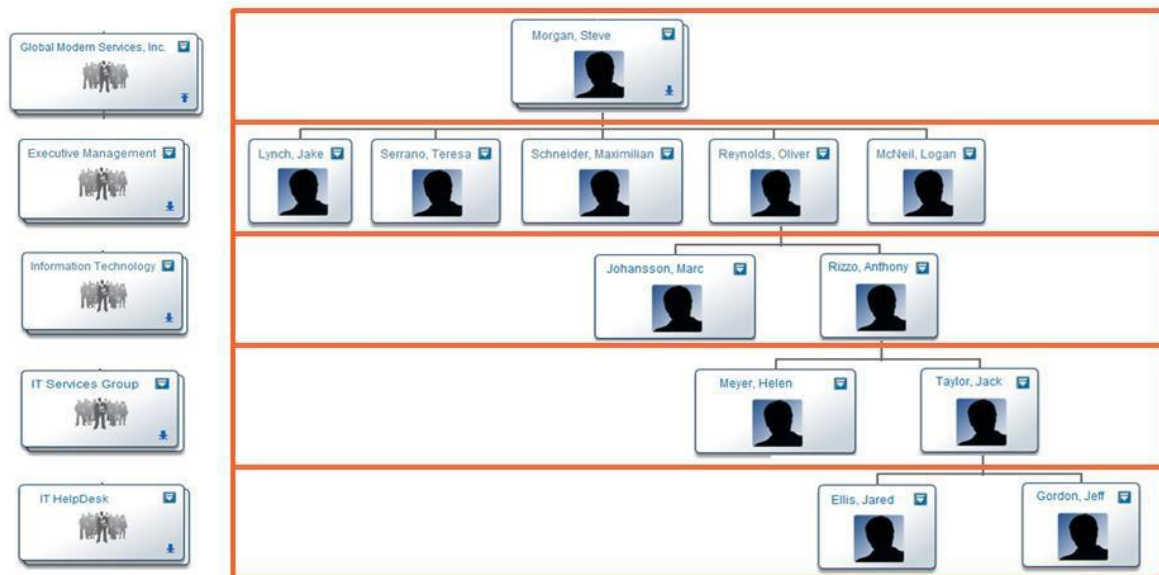 Global Modern Services, Inc.
Morgan, Steve
Executive Management
Lynch, Jake
Serrano, Teresa
Schneider, Maximilian
Reynolds, Oliver
McNeil, Logan
Information Technology
Johansson, Marc
Rizzo, Anthony
IT Services Group
Meyer, Helen
Taylor, Jack
IT HelpDesk
Ellis, Jared
Gordon, Jeff